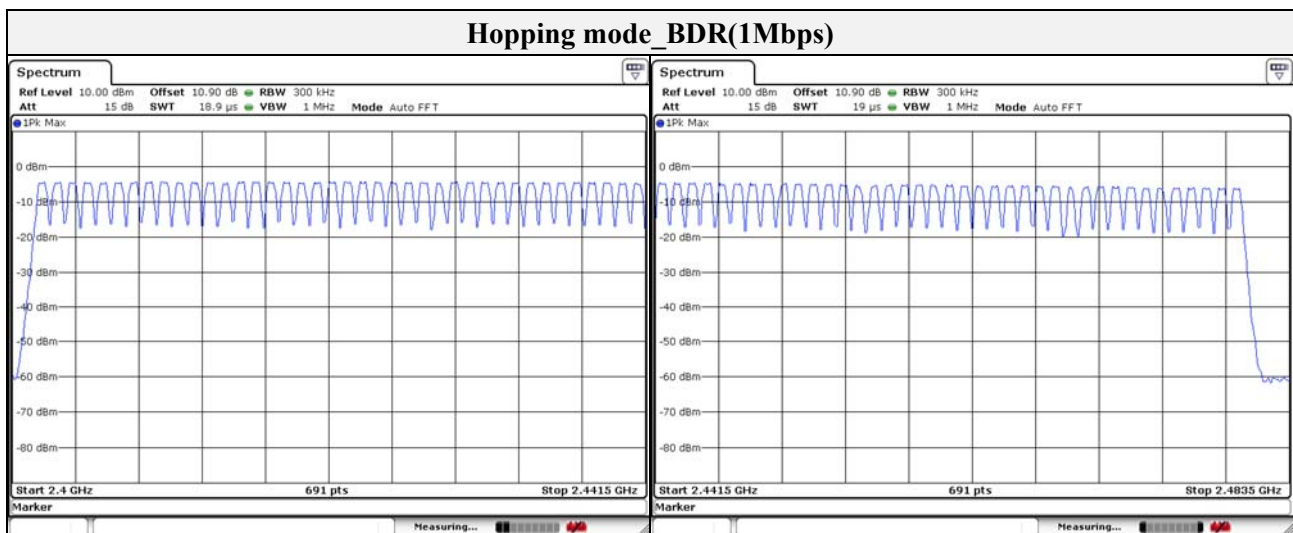 Hopping mode_BDR(1Mbps)
Spectrum
Ref Level 10.00 dBm Offset 10.90 dB RBW 300 kHz
Att 15 dB SWT 18.9 µs VBW 1 MHz Mode Auto FFT
1Pk Max
0 dBm
-10 dBm
-20 dBm
-30 dBm
-40 dBm
-50 dBm
-60 dBm
-70 dBm
-80 dBm
Start 2.4 GHz 691 pts Stop 2.4415 GHz
Marker
Measuring...
Spectrum
Ref Level 10.00 dBm Offset 10.90 dB RBW 300 kHz
Att 15 dB SWT 19 µs VBW 1 MHz Mode Auto FFT
1Pk Max
0 dBm
-10 dBm
-20 dBm
-30 dBm
-40 dBm
-50 dBm
-60 dBm
-70 dBm
-80 dBm
Start 2.4415 GHz 691 pts Stop 2.4835 GHz
Marker
Measuring...